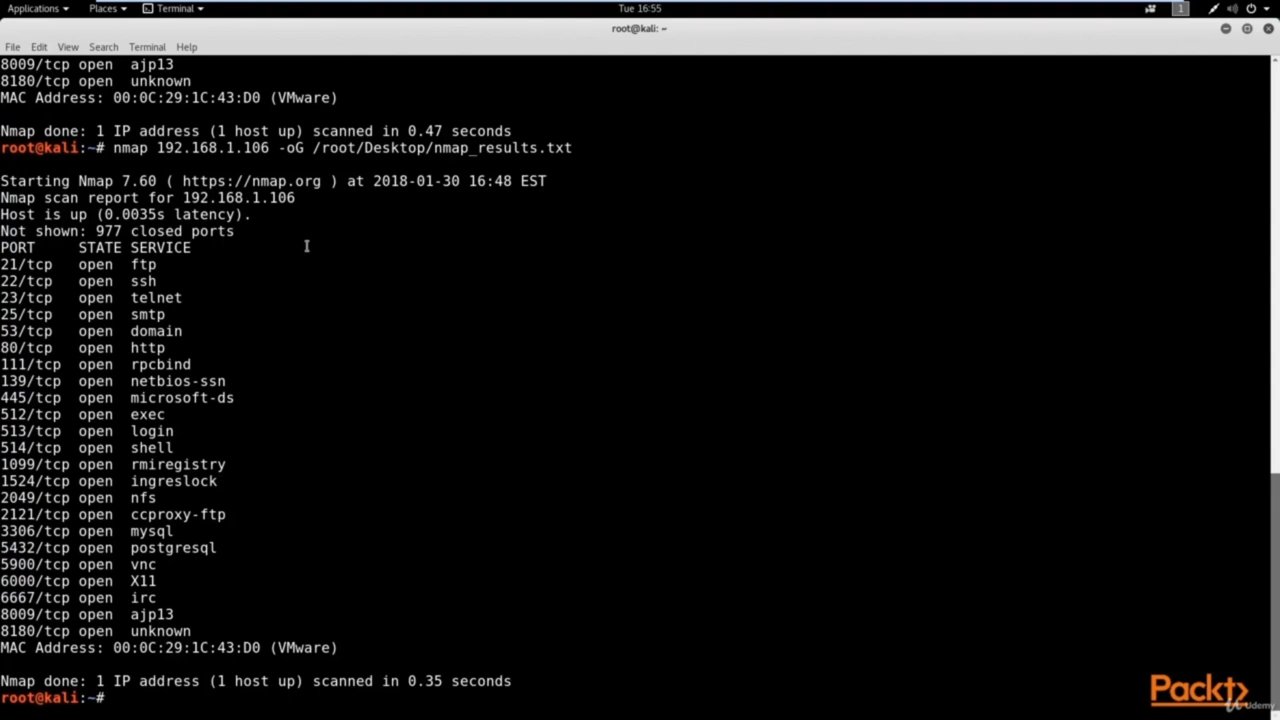 Applications Places Terminal Tue 16:55 1
root@kali: ~
File Edit View Search Terminal Help
8009/tcp open  ajp13
8180/tcp open  unknown
MAC Address: 00:0C:29:1C:43:D0 (VMware)
Nmap done: 1 IP address (1 host up) scanned in 0.47 seconds
root@kali:~# nmap 192.168.1.106 -oG /root/Desktop/nmap_results.txt
Starting Nmap 7.60 ( https://nmap.org ) at 2018-01-30 16:48 EST
Nmap scan report for 192.168.1.106
Host is up (0.0035s latency).
Not shown: 977 closed ports
PORT     STATE SERVICE
21/tcp   open  ftp
22/tcp   open  ssh
23/tcp   open  telnet
25/tcp   open  smtp
53/tcp   open  domain
80/tcp   open  http
111/tcp  open  rpcbind
139/tcp  open  netbios-ssn
445/tcp  open  microsoft-ds
512/tcp  open  exec
513/tcp  open  login
514/tcp  open  shell
1099/tcp open  rmiregistry
1524/tcp open  ingreslock
2049/tcp open  nfs
2121/tcp open  ccproxy-ftp
3306/tcp open  mysql
5432/tcp open  postgresql
5900/tcp open  vnc
6000/tcp open  X11
6667/tcp open  irc
8009/tcp open  ajp13
8180/tcp open  unknown
MAC Address: 00:0C:29:1C:43:D0 (VMware)
Nmap done: 1 IP address (1 host up) scanned in 0.35 seconds
root@kali:~#
Packt
Udemy